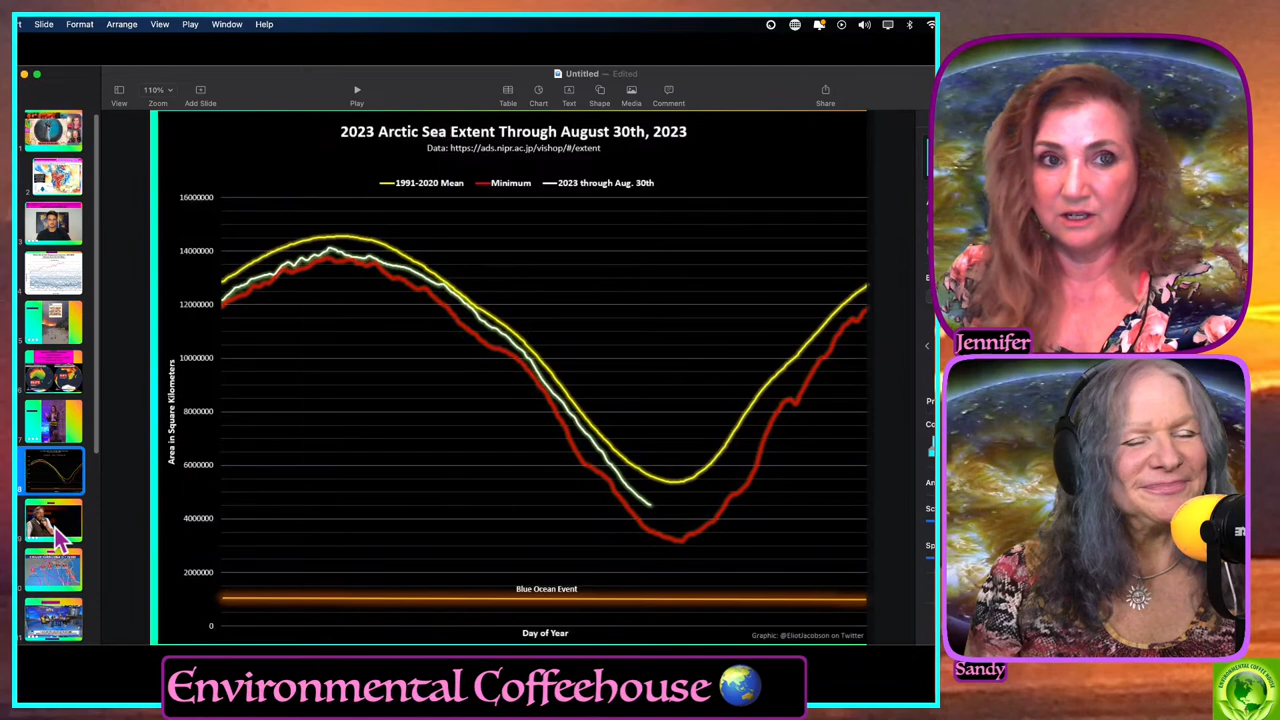 Slide Format Arrange View Play Window Help
Untitled — Edited
110%
View Zoom Add Slide Play Table Chart Text Shape Media Comment Share
2023 Arctic Sea Extent Through August 30th, 2023
Data: https://ads.nipr.ac.jp/vishop/#/extent
1991-2020 Mean Minimum 2023 through Aug. 30th
16000000
14000000
12000000
10000000
8000000
6000000
4000000
2000000
0
Area in Square Kilometers
Blue Ocean Event
Day of Year
Graphic: @EliotJacobson on Twitter
Jennifer
Sandy
Environmental Coffeehouse